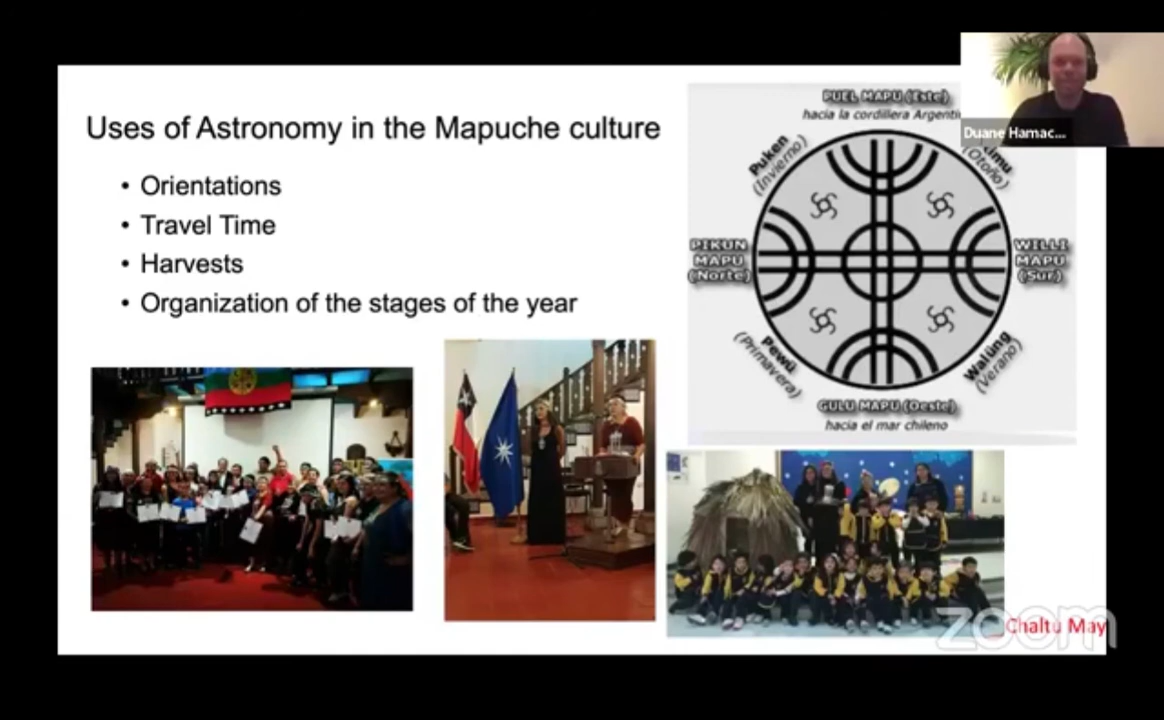 Uses of Astronomy in the Mapuche culture
• Orientations
• Travel Time
• Harvests
• Organization of the stages of the year
PUEL MAPU (Este)
hacia la cordillera Argenti
Duane Hamac...
Puken
(Invierno)
imu
(Otoño)
PIKUN
MAPU
(Norte)
WILLI
MAPU
(Sur)
Pewü
(Primavera)
Walüng
(Verano)
GULU MAPU (Oeste)
hacia el mar chileno
zoom
Chaltu May